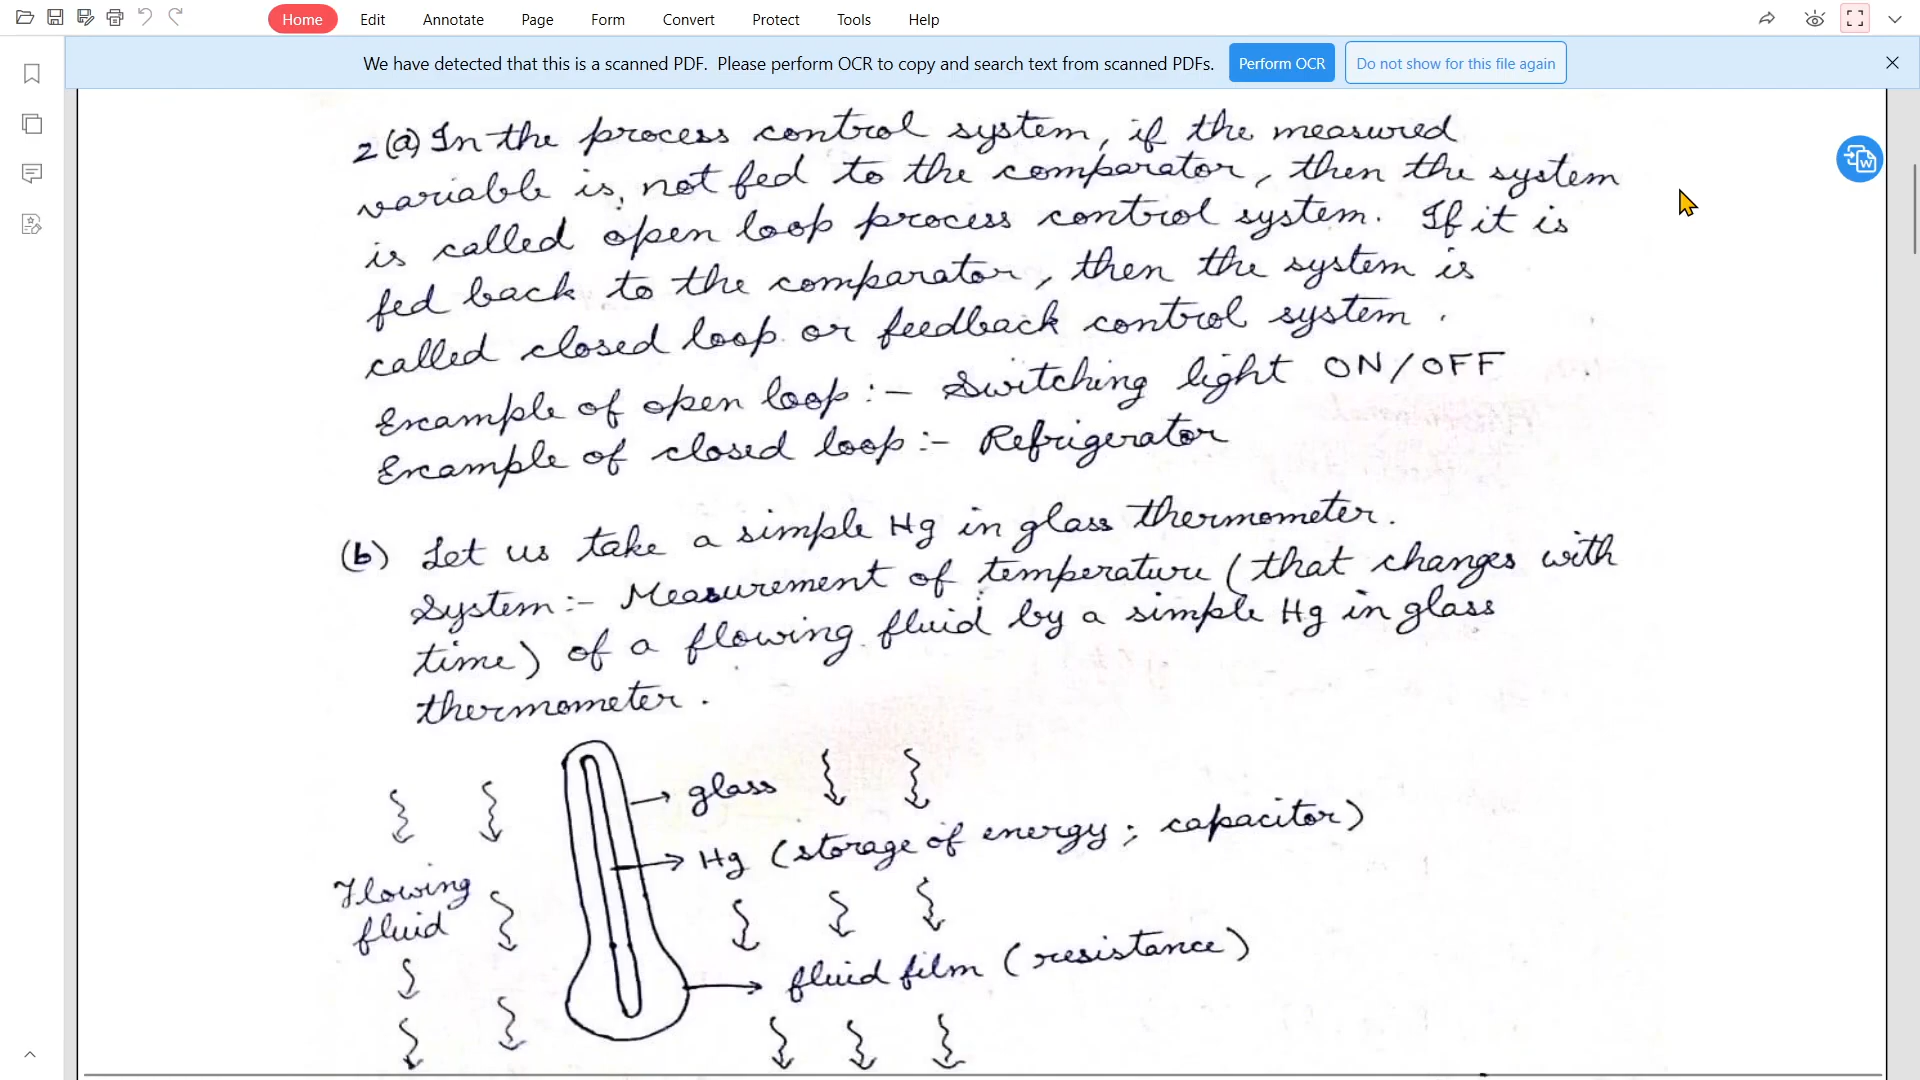 Home Edit Annotate Page Form Convert Protect Tools Help
We have detected that this is a scanned PDF. Please perform OCR to copy and search text from scanned PDFs. Perform OCR Do not show for this file again
2(a) In the process control system, if the measured
variable is not fed to the comparator, then the system
is called open loop process control system. If it is
fed back to the comparator, then the system is
called closed loop or feedback control system.
Example of open loop :- Switching light ON/OFF
Example of closed loop :- Refrigerator
(b) Let us take a simple Hg in glass thermometer.
System :- Measurement of temperature (that changes with
time) of a flowing fluid by a simple Hg in glass
thermometer.
glass
Hg (storage of energy; capacitor)
Flowing
fluid
fluid film (resistance)